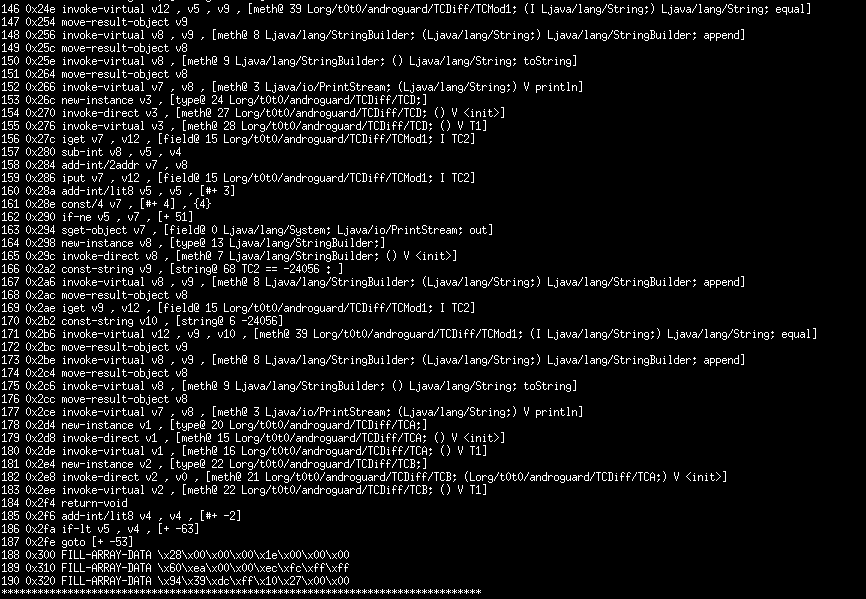 146 0x24e invoke-virtual v12 , v5 , v9 , [meth@ 39 Lorg/t0t0/androguard/TCDiff/TCMod1; (I Ljava/lang/String;) Ljava/lang/String; equal]
147 0x254 move-result-object v9
148 0x256 invoke-virtual v8 , v9 , [meth@ 8 Ljava/lang/StringBuilder; (Ljava/lang/String;) Ljava/lang/StringBuilder; append]
149 0x25c move-result-object v8
150 0x25e invoke-virtual v8 , [meth@ 9 Ljava/lang/StringBuilder; () Ljava/lang/String; toString]
151 0x264 move-result-object v8
152 0x266 invoke-virtual v7 , v8 , [meth@ 3 Ljava/io/PrintStream; (Ljava/lang/String;) V println]
153 0x26c new-instance v3 , [type@ 24 Lorg/t0t0/androguard/TCDiff/TCD;]
154 0x270 invoke-direct v3 , [meth@ 27 Lorg/t0t0/androguard/TCDiff/TCD; () V <init>]
155 0x276 invoke-virtual v3 , [meth@ 28 Lorg/t0t0/androguard/TCDiff/TCD; () V T1]
156 0x27c iget v7 , v12 , [field@ 15 Lorg/t0t0/androguard/TCDiff/TCMod1; I TC2]
157 0x280 sub-int v8 , v5 , v4
158 0x284 add-int/2addr v7 , v8
159 0x286 iput v7 , v12 , [field@ 15 Lorg/t0t0/androguard/TCDiff/TCMod1; I TC2]
160 0x28a add-int/lit8 v5 , v5 , [#+ 3]
161 0x28e const/4 v7 , [#+ 4] , {4}
162 0x290 if-ne v5 , v7 , [+ 51]
163 0x294 sget-object v7 , [field@ 0 Ljava/lang/System; Ljava/io/PrintStream; out]
164 0x298 new-instance v8 , [type@ 13 Ljava/lang/StringBuilder;]
165 0x29c invoke-direct v8 , [meth@ 7 Ljava/lang/StringBuilder; () V <init>]
166 0x2a2 const-string v9 , [string@ 68 TC2 == -24056 : ]
167 0x2a6 invoke-virtual v8 , v9 , [meth@ 8 Ljava/lang/StringBuilder; (Ljava/lang/String;) Ljava/lang/StringBuilder; append]
168 0x2ac move-result-object v8
169 0x2ae iget v9 , v12 , [field@ 15 Lorg/t0t0/androguard/TCDiff/TCMod1; I TC2]
170 0x2b2 const-string v10 , [string@ 6 -24056]
171 0x2b6 invoke-virtual v12 , v9 , v10 , [meth@ 39 Lorg/t0t0/androguard/TCDiff/TCMod1; (I Ljava/lang/String;) Ljava/lang/String; equal]
172 0x2bc move-result-object v9
173 0x2be invoke-virtual v8 , v9 , [meth@ 8 Ljava/lang/StringBuilder; (Ljava/lang/String;) Ljava/lang/StringBuilder; append]
174 0x2c4 move-result-object v8
175 0x2c6 invoke-virtual v8 , [meth@ 9 Ljava/lang/StringBuilder; () Ljava/lang/String; toString]
176 0x2cc move-result-object v8
177 0x2ce invoke-virtual v7 , v8 , [meth@ 3 Ljava/io/PrintStream; (Ljava/lang/String;) V println]
178 0x2d4 new-instance v1 , [type@ 20 Lorg/t0t0/androguard/TCDiff/TCA;]
179 0x2d8 invoke-direct v1 , [meth@ 15 Lorg/t0t0/androguard/TCDiff/TCA; () V <init>]
180 0x2de invoke-virtual v1 , [meth@ 16 Lorg/t0t0/androguard/TCDiff/TCA; () V T1]
181 0x2e4 new-instance v2 , [type@ 22 Lorg/t0t0/androguard/TCDiff/TCB;]
182 0x2e8 invoke-direct v2 , v0 , [meth@ 21 Lorg/t0t0/androguard/TCDiff/TCB; (Lorg/t0t0/androguard/TCDiff/TCA;) V <init>]
183 0x2ee invoke-virtual v2 , [meth@ 22 Lorg/t0t0/androguard/TCDiff/TCB; () V T1]
184 0x2f4 return-void
185 0x2f6 add-int/lit8 v4 , v4 , [#+ -2]
186 0x2fa if-lt v5 , v4 , [+ -63]
187 0x2fe goto [+ -53]
188 0x300 FILL-ARRAY-DATA \x28\x00\x00\x00\x1e\x00\x00\x00
189 0x310 FILL-ARRAY-DATA \x60\xea\x00\x00\xec\xfc\xff\xff
190 0x320 FILL-ARRAY-DATA \x94\x39\xdc\xff\x10\x27\x00\x00
********************************************************************************